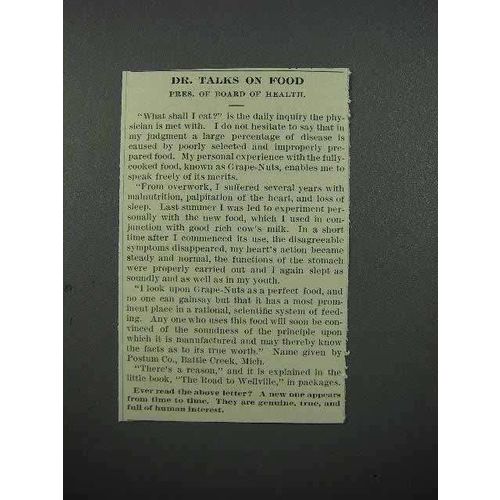 DR. TALKS ON FOOD
PRES. OF BOARD OF HEALTH.
"What shall I eat?" is the daily inquiry the phy-
sician is met with. I do not hesitate to say that in
my judgment a large percentage of disease is
caused by poorly selected and improperly pre-
pared food. My personal experience with the fully-
cooked food, known as Grape-Nuts, enables me to
speak freely of its merits.
"From overwork, I suffered several years with
malnutrition, palpitation of the heart, and loss of
sleep. Last summer I was led to experiment per-
sonally with the new food, which I used in con-
junction with good rich cow's milk. In a short
time after I commenced its use, the disagreeable
symptoms disappeared, my heart's action became
steady and normal, the functions of the stomach
were properly carried out and I again slept as
soundly and as well as in my youth.
"I look upon Grape-Nuts as a perfect food, and
no one can gainsay but that it has a most prom-
inent place in a rational, scientific system of feed-
ing. Any one who uses this food will soon be con-
vinced of the soundness of the principle upon
which it is manufactured and may thereby know
the facts as to its true worth." Name given by
Postum Co., Battle Creek, Mich.
"There's a reason," and it is explained in the
little book, "The Road to Wellville," in packages.
Ever read the above letter? A new one appears
from time to time. They are genuine, true, and
full of human interest.